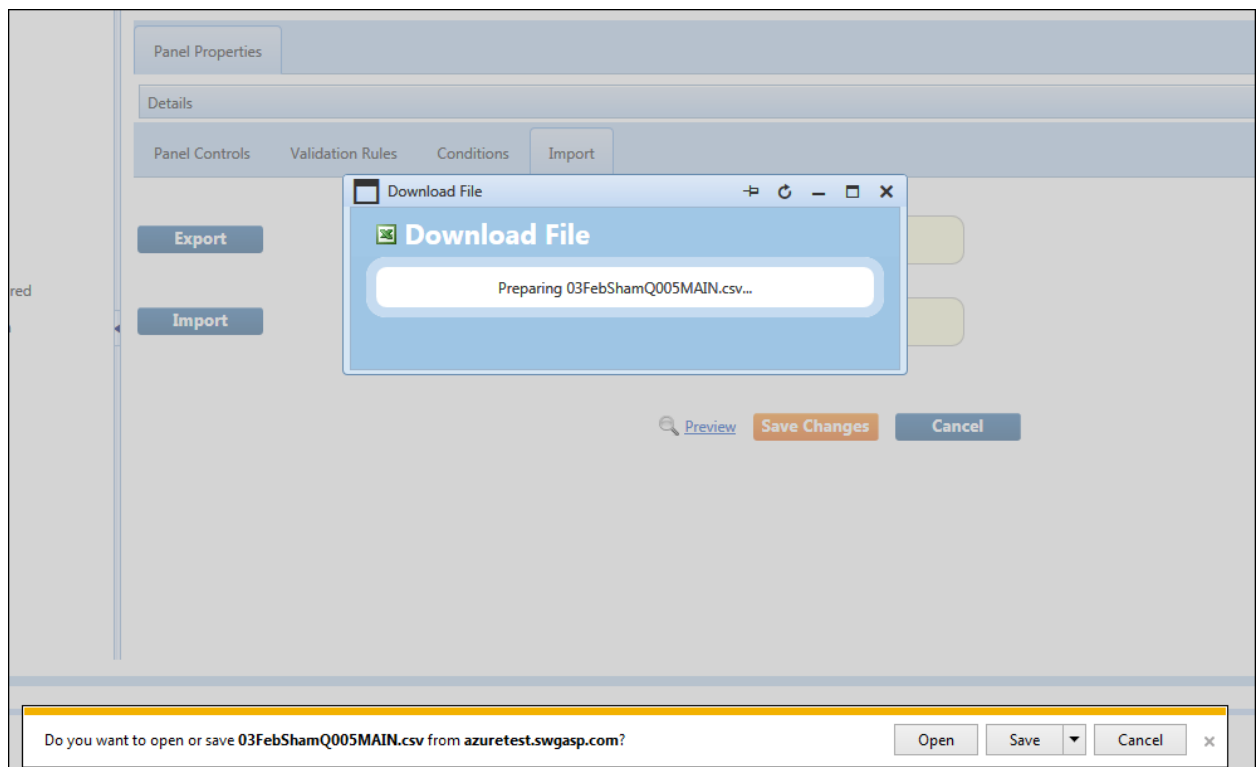 Panel Properties
Details
Panel Controls Validation Rules Conditions Import
Download File
Download File
Export
Preparing 03FebShamQ005MAIN.csv...
red
Import
Preview Save Changes Cancel
Do you want to open or save 03FebShamQ005MAIN.csv from azuretest.swgasp.com? Open Save Cancel